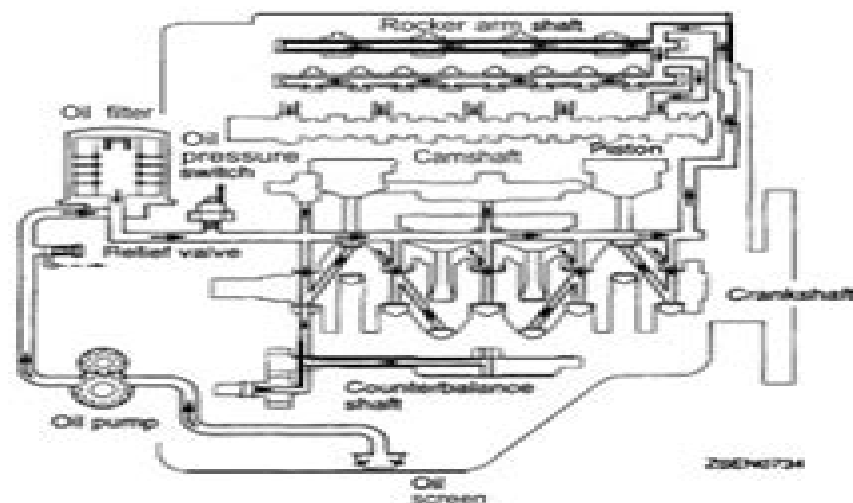 Rocker arm shaft
Oil filter
Oil
pressure
switch
Camshaft
Piston
Relief valve
Crankshaft
Counterbalance
shaft
Oil pump
Oil
screen